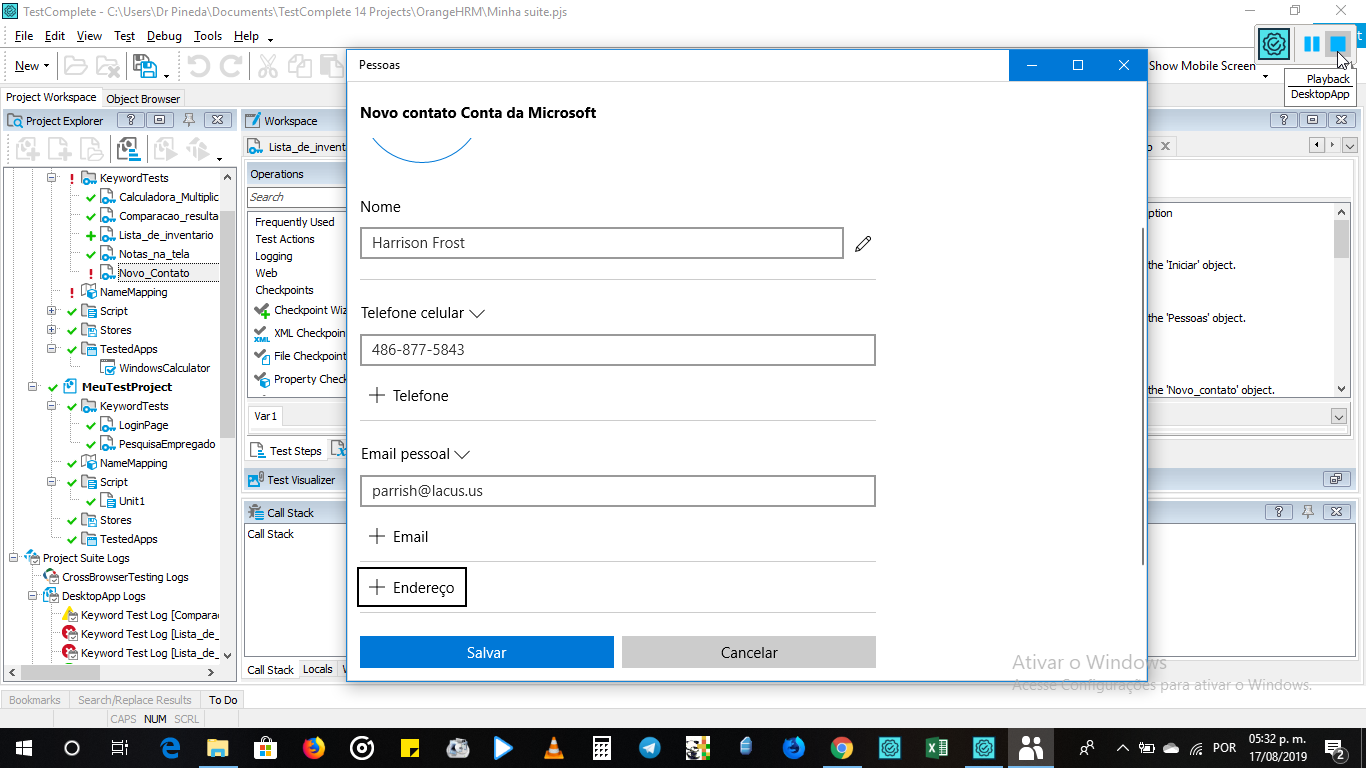 TestComplete - C:\Users\Dr Pineda\Documents\TestComplete 14 Projects\OrangeHRM\Minha suite.pjs
File Edit View Test Debug Tools Help
New
Show Mobile Screen
Playback
DesktopApp
Project Workspace Object Browser
Project Explorer
KeywordTests
Calculadora_Multiplic
Comparacao_resulta
Lista_de_inventario
Notas_na_tela
Novo_Contato
NameMapping
Script
Stores
TestedApps
WindowsCalculator
MeuTestProject
KeywordTests
LoginPage
PesquisaEmpregado
NameMapping
Script
Unit1
Stores
TestedApps
Project Suite Logs
CrossBrowserTesting Logs
DesktopApp Logs
Keyword Test Log [Compara
Keyword Test Log [Lista_de_
Keyword Test Log [Lista_de_
Workspace
Lista_de_invent
Operations
Search
Frequently Used
Test Actions
Logging
Web
Checkpoints
Checkpoint Wiz
XML Checkpoin
File Checkpoint
Property Check
Var1
Test Steps
Test Visualizer
Call Stack
Call Stack
Call Stack Locals
Pessoas
Novo contato Conta da Microsoft
Nome
Harrison Frost
Telefone celular
486-877-5843
Telefone
Email pessoal
parrish@lacus.us
Email
Endereço
Salvar Cancelar
ption
the 'Iniciar' object.
the 'Pessoas' object.
the 'Novo_contato' object.
Ativar o Windows
Acesse Configurações para ativar o Windows.
Bookmarks Search/Replace Results To Do
CAPS NUM SCRL
POR
05:32 p. m.
17/08/2019
2